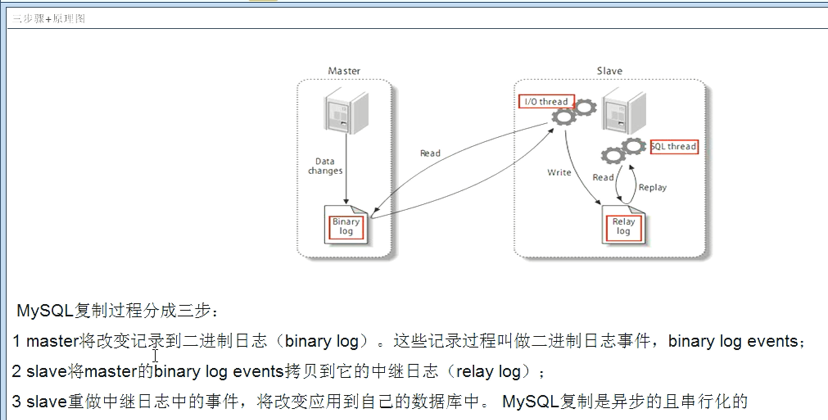 三步骤+原理图
Master
Slave
I/O thread
SQL thread
Data
changes
Read
Write
Read
Replay
Binary
log
Relay
log
MySQL复制过程分成三步：
1 master将改变记录到二进制日志（binary log）。这些记录过程叫做二进制日志事件，binary log events；
2 slave将master的binary log events拷贝到它的中继日志（relay log）；
3 slave重做中继日志中的事件，将改变应用到自己的数据库中。 MySQL复制是异步的且串行化的